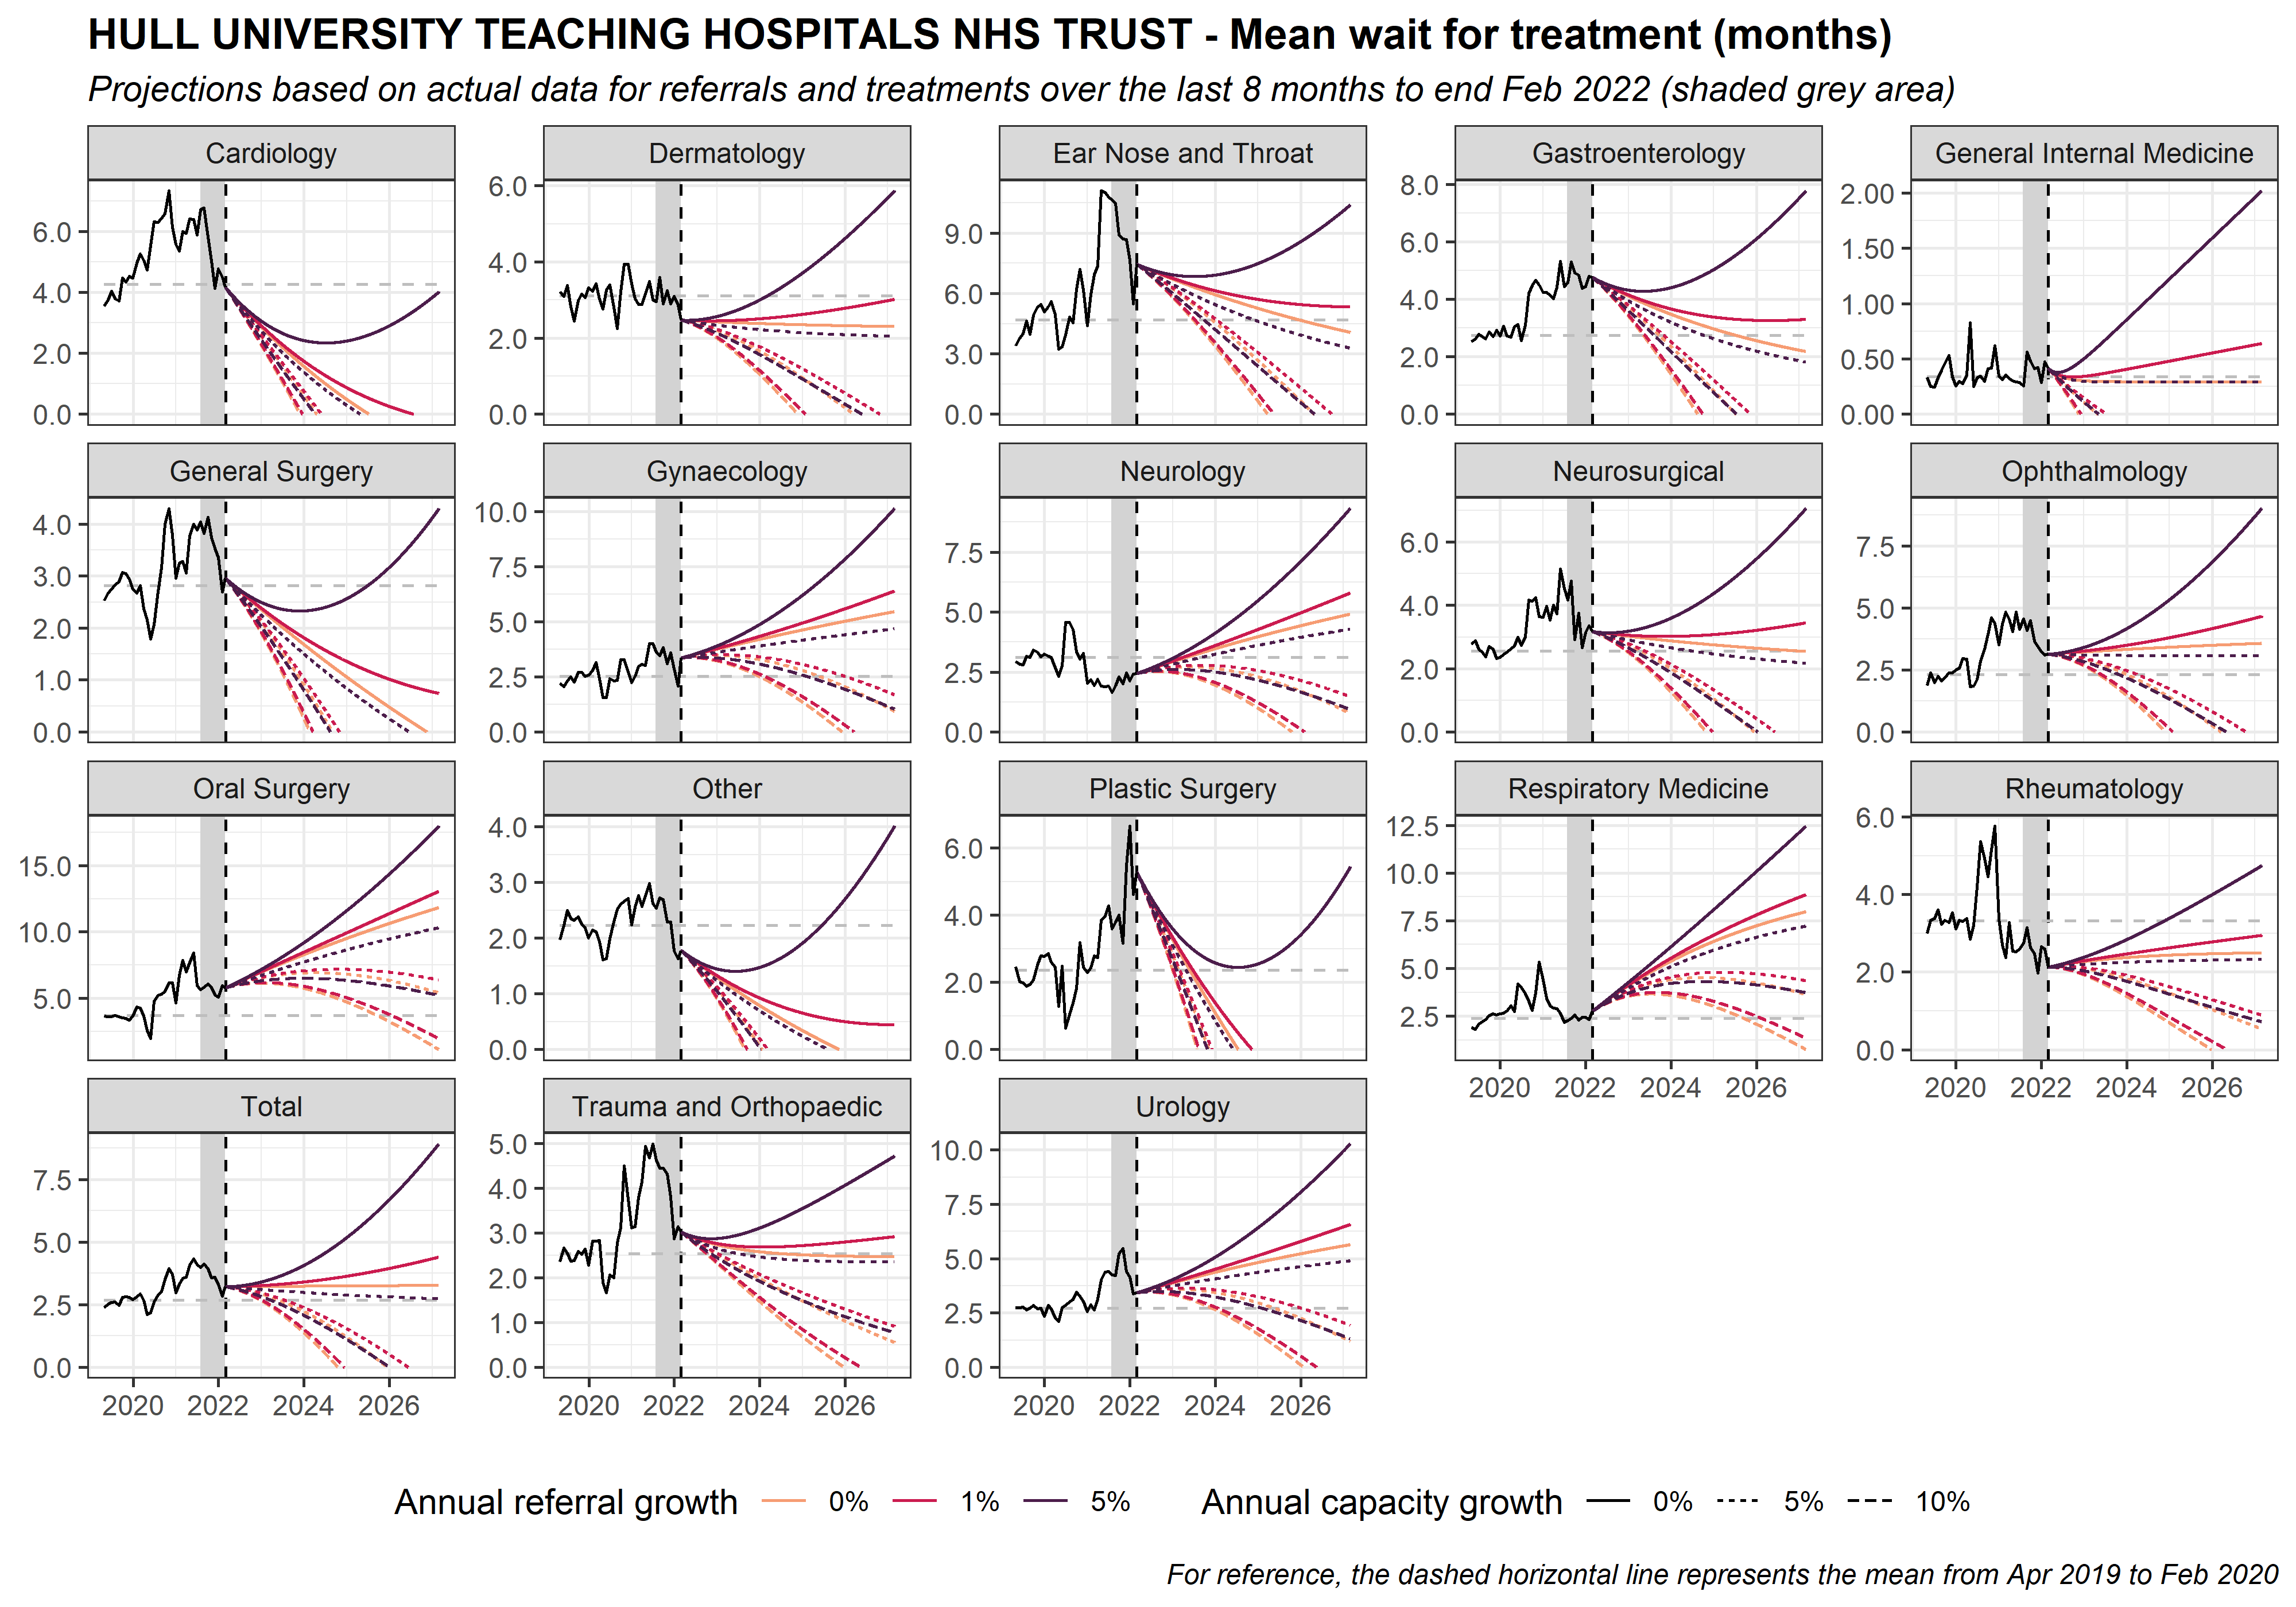 HULL UNIVERSITY TEACHING HOSPITALS NHS TRUST - Mean wait for treatment (months)
Projections based on actual data for referrals and treatments over the last 8 months to end Feb 2022 (shaded grey area)
Cardiology
6.0
4.0
2.0
0.0
Dermatology
6.0
4.0
2.0
0.0
Ear Nose and Throat
9.0
6.0
3.0
0.0
Gastroenterology
8.0
6.0
4.0
2.0
0.0
General Internal Medicine
2.00
1.50
1.00
0.50
0.00
General Surgery
4.0
3.0
2.0
1.0
0.0
Gynaecology
10.0
7.5
5.0
2.5
0.0
Neurology
7.5
5.0
2.5
0.0
Neurosurgical
6.0
4.0
2.0
0.0
Ophthalmology
7.5
5.0
2.5
0.0
Oral Surgery
15.0
10.0
5.0
Other
4.0
3.0
2.0
1.0
0.0
Plastic Surgery
6.0
4.0
2.0
0.0
Respiratory Medicine
12.5
10.0
7.5
5.0
2.5
2020 2022 2024 2026
Rheumatology
6.0
4.0
2.0
0.0
2020 2022 2024 2026
Total
7.5
5.0
2.5
0.0
2020 2022 2024 2026
Trauma and Orthopaedic
5.0
4.0
3.0
2.0
1.0
0.0
2020 2022 2024 2026
Urology
10.0
7.5
5.0
2.5
0.0
2020 2022 2024 2026
Annual referral growth 0% 1% 5% Annual capacity growth 0% 5% 10%
For reference, the dashed horizontal line represents the mean from Apr 2019 to Feb 2020